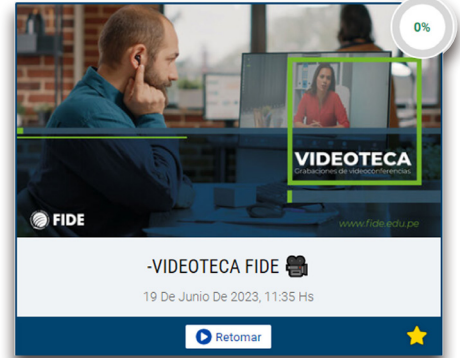 0%
VIDEOTECA
Grabaciones de videoconferencias
FIDE
www.fide.edu.pe
-VIDEOTECA FIDE 🎥
19 De Junio De 2023, 11:35 Hs
Retomar